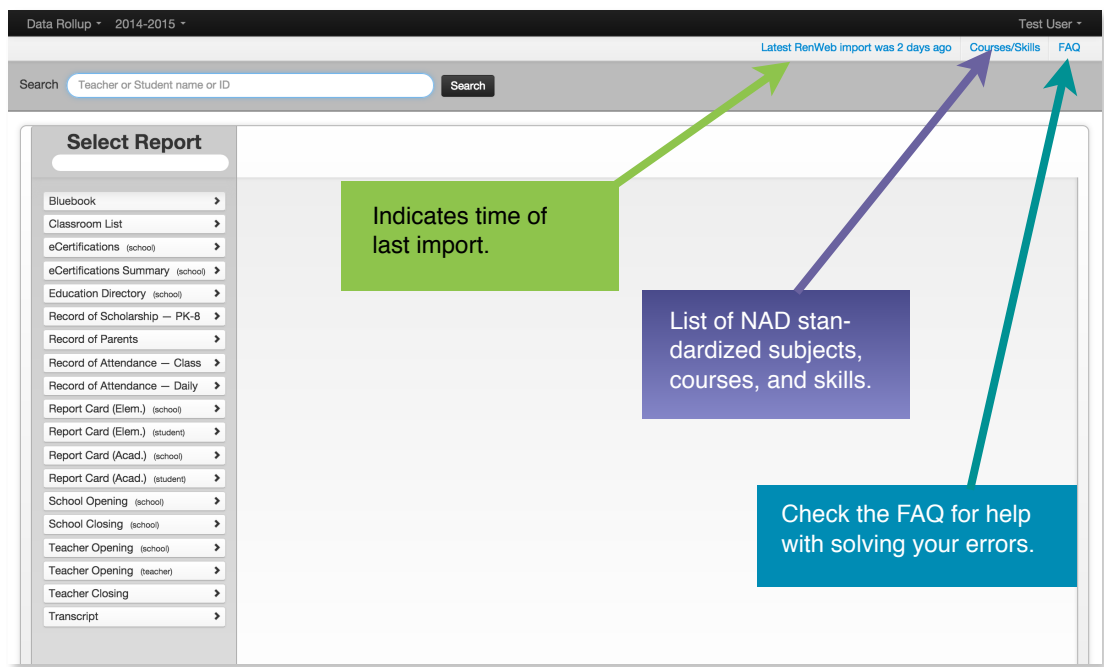 Data Rollup 2014-2015 Test User
Latest RenWeb import was 2 days ago Courses/Skills FAQ
Search Teacher or Student name or ID Search
Select Report
Bluebook
Classroom List
eCertifications (school)
eCertifications Summary (school)
Education Directory (school)
Record of Scholarship — PK-8
Record of Parents
Record of Attendance — Class
Record of Attendance — Daily
Report Card (Elem.) (school)
Report Card (Elem.) (student)
Report Card (Acad.) (school)
Report Card (Acad.) (student)
School Opening (school)
School Closing (school)
Teacher Opening (school)
Teacher Opening (teacher)
Teacher Closing
Transcript
Indicates time of
last import.
List of NAD stan-
dardized subjects,
courses, and skills.
Check the FAQ for help
with solving your errors.